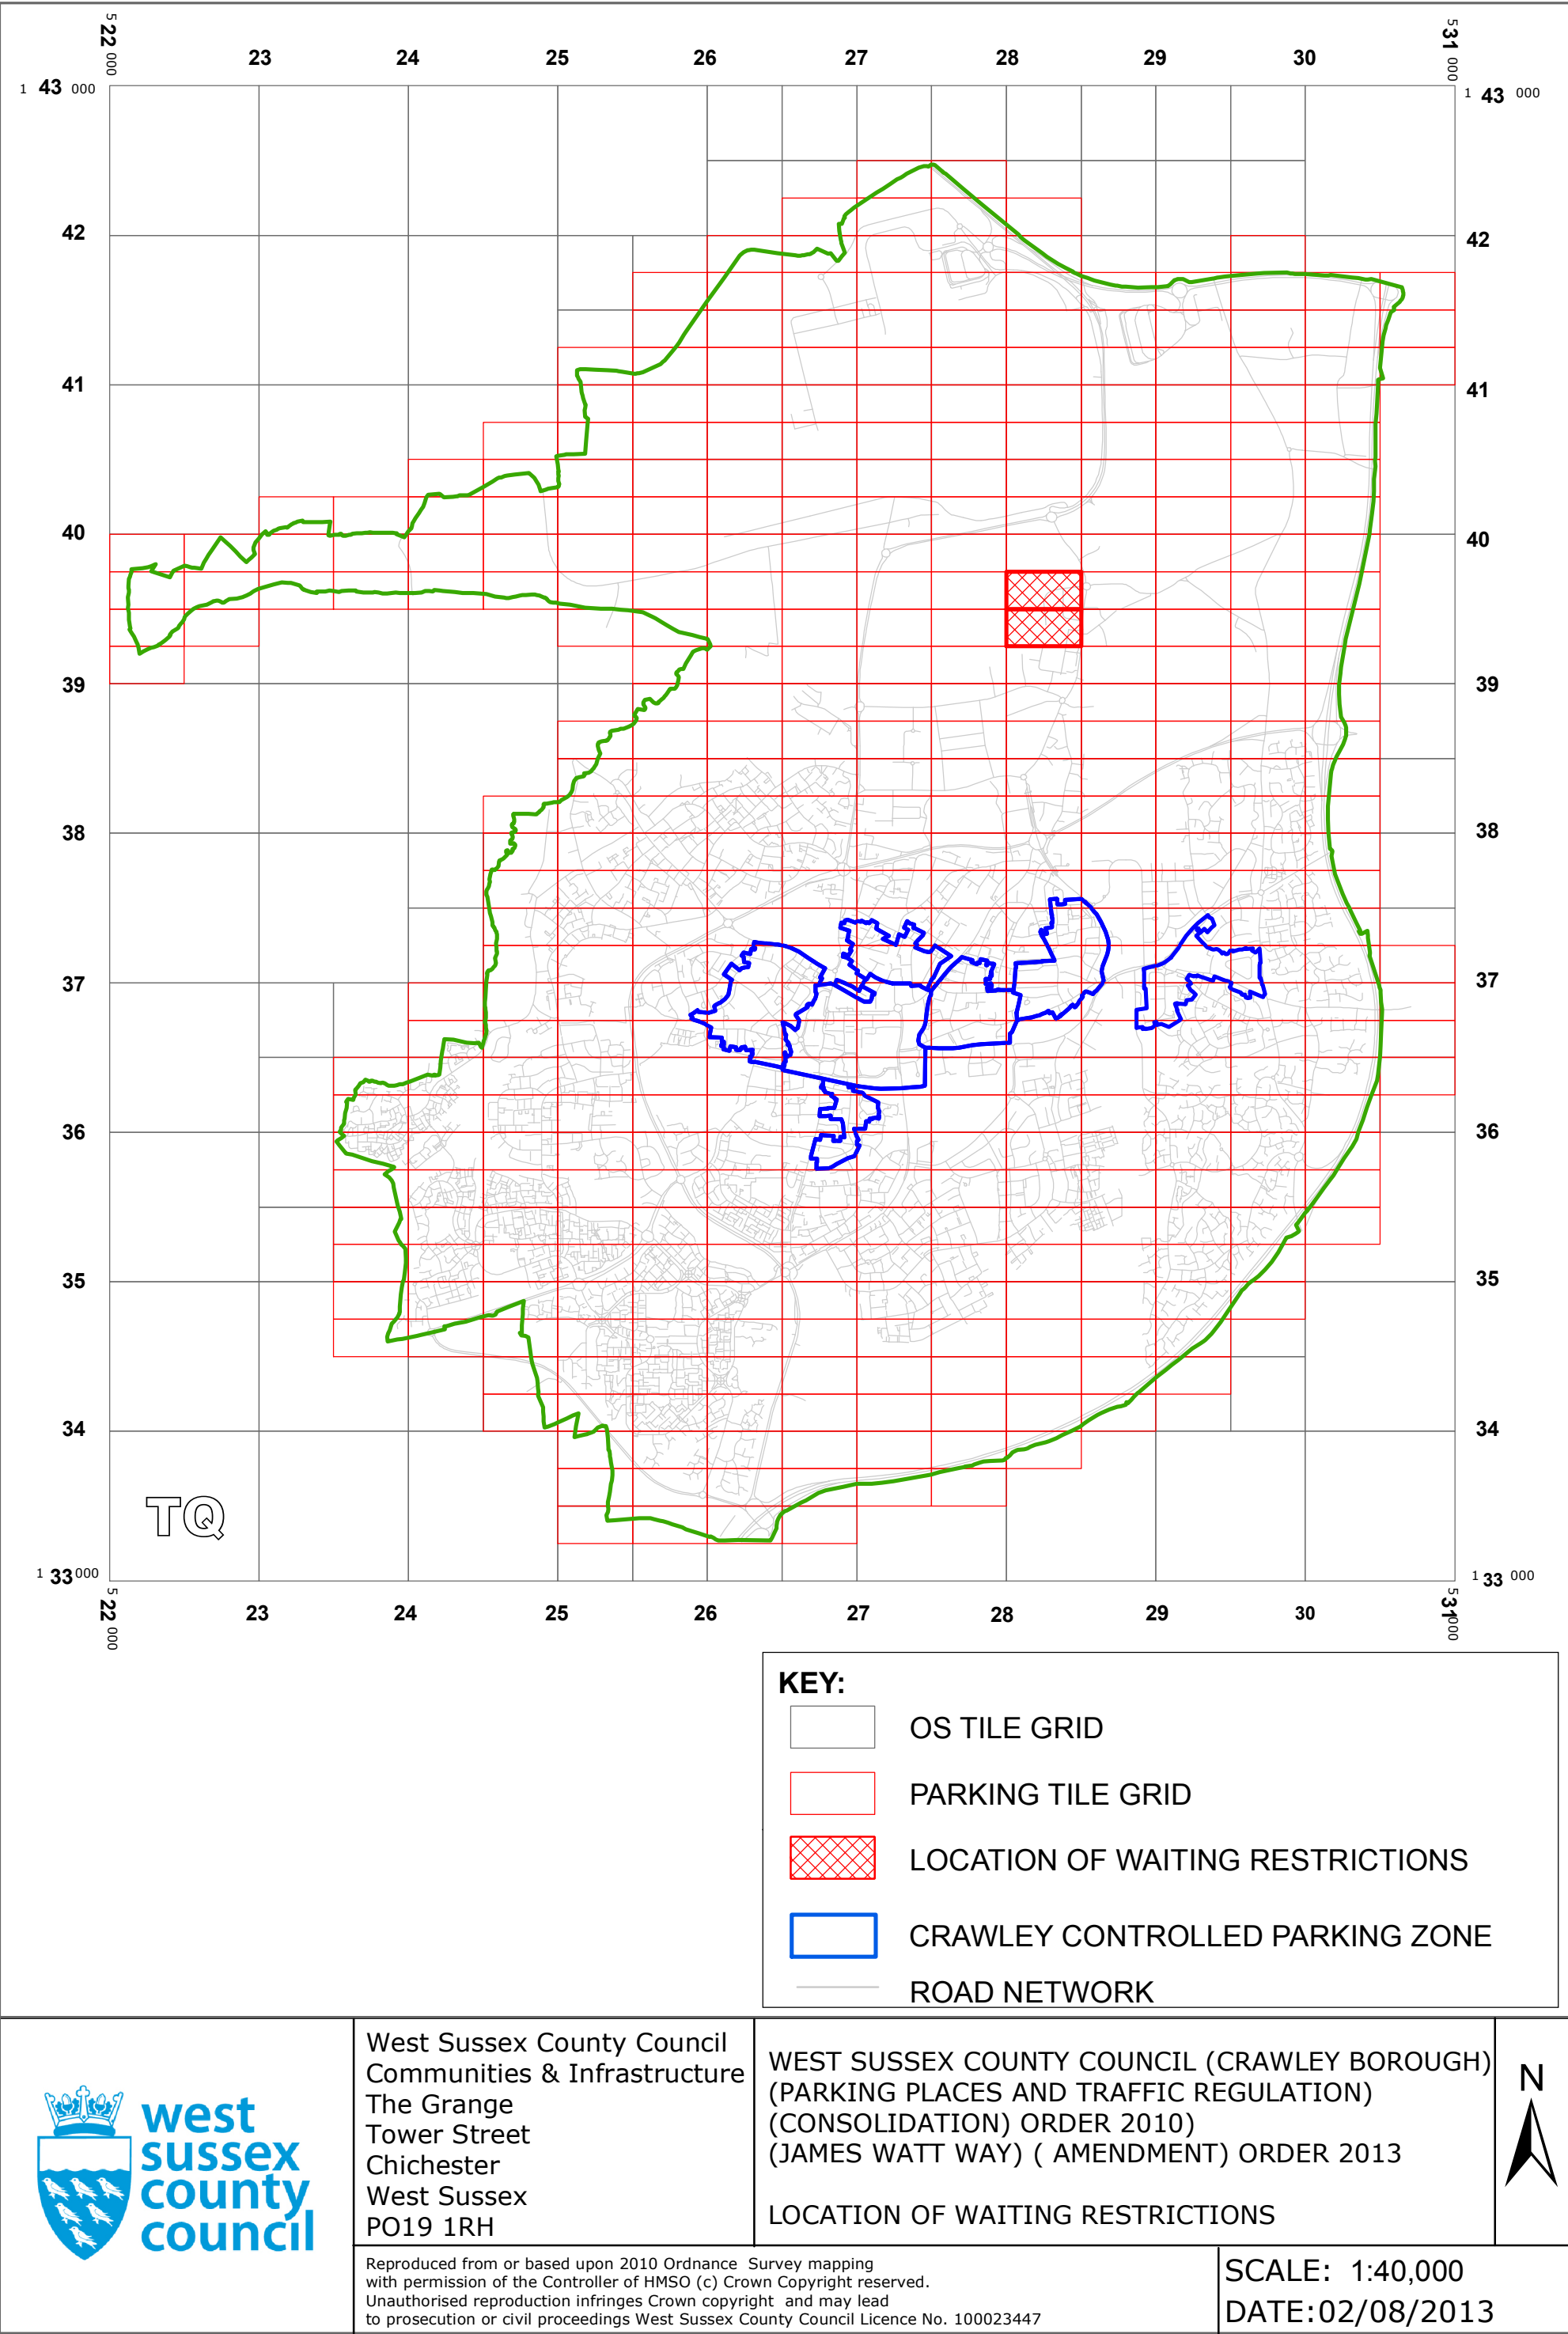 5 22 000 23 24 25 26 27 28 29 30 5 31 000
1 43 000
1 43 000
42 42
41 41
40 40
39 39
38 38
37 37
36 36
35 35
34 34
TQ
1 33 000
1 33 000
5 22 000 23 24 25 26 27 28 29 30 5 31 000
KEY:
OS TILE GRID
PARKING TILE GRID
LOCATION OF WAITING RESTRICTIONS
CRAWLEY CONTROLLED PARKING ZONE
ROAD NETWORK
west
sussex
county
council
West Sussex County Council
Communities & Infrastructure
The Grange
Tower Street
Chichester
West Sussex
PO19 1RH
WEST SUSSEX COUNTY COUNCIL (CRAWLEY BOROUGH)
(PARKING PLACES AND TRAFFIC REGULATION)
(CONSOLIDATION) ORDER 2010)
(JAMES WATT WAY) ( AMENDMENT) ORDER 2013
LOCATION OF WAITING RESTRICTIONS
N
Reproduced from or based upon 2010 Ordnance Survey mapping
with permission of the Controller of HMSO (c) Crown Copyright reserved.
Unauthorised reproduction infringes Crown copyright and may lead
to prosecution or civil proceedings West Sussex County Council Licence No. 100023447
SCALE: 1:40,000
DATE:02/08/2013